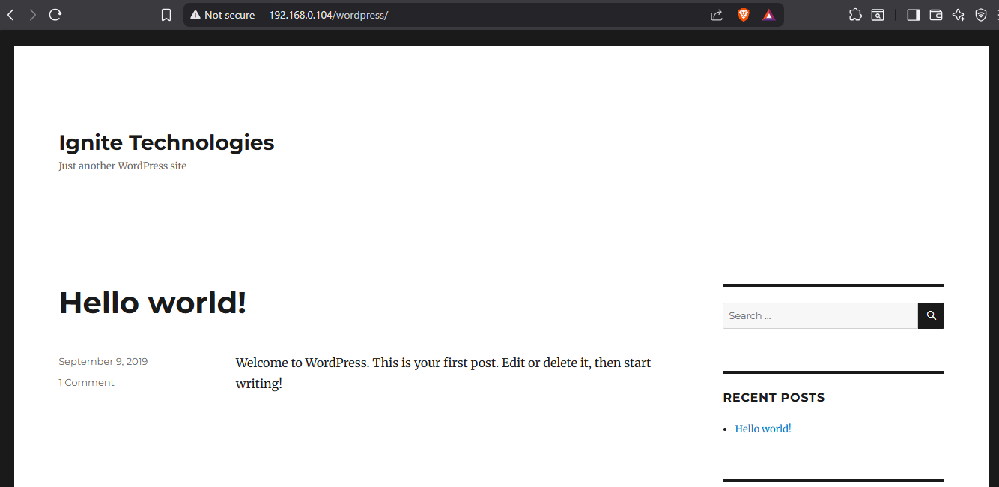 Not secure 192.168.0.104/wordpress/
Ignite Technologies
Just another WordPress site
Hello world!
Search ...
September 9, 2019
1 Comment
Welcome to WordPress. This is your first post. Edit or delete it, then start
writing!
RECENT POSTS
Hello world!